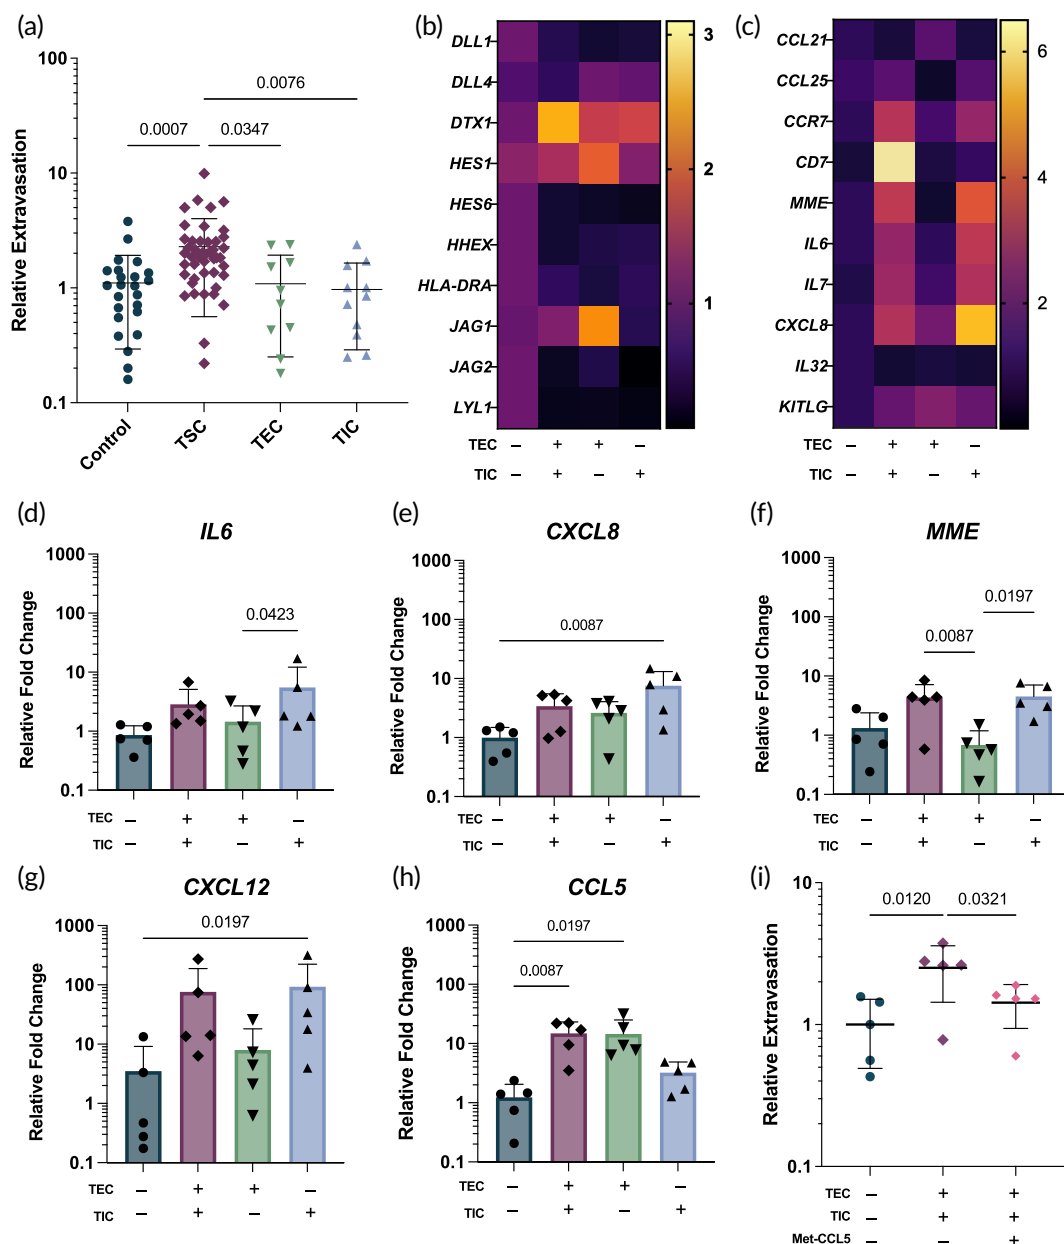 (a)
100
10
1
0.1
Relative Extravasation
0.0076
0.0007
0.0347
Control
TSC
TEC
TIC
(b)
DLL1
DLL4
DTX1
HES1
HES6
HHEX
HLA-DRA
JAG1
JAG2
LYL1
TEC – + + –
TIC – + – +
3
2
1
(c)
CCL21
CCL25
CCR7
CD7
MME
IL6
IL7
CXCL8
IL32
KITLG
TEC – + + –
TIC – + – +
6
4
2
(d)
IL6
1000
100
10
1
0.1
Relative Fold Change
0.0423
TEC – + + –
TIC – + – +
(e)
CXCL8
1000
100
10
1
0.1
Relative Fold Change
0.0087
TEC – + + –
TIC – + – +
(f)
MME
1000
100
10
1
0.1
Relative Fold Change
0.0197
0.0087
TEC – + + –
TIC – + – +
(g)
CXCL12
1000
100
10
1
0.1
Relative Fold Change
0.0197
TEC – + + –
TIC – + – +
(h)
CCL5
1000
100
10
1
0.1
Relative Fold Change
0.0197
0.0087
TEC – + + –
TIC – + – +
(i)
10
1
0.1
Relative Extravasation
0.0120
0.0321
TEC – + +
TIC – + +
Met-CCL5 – – +